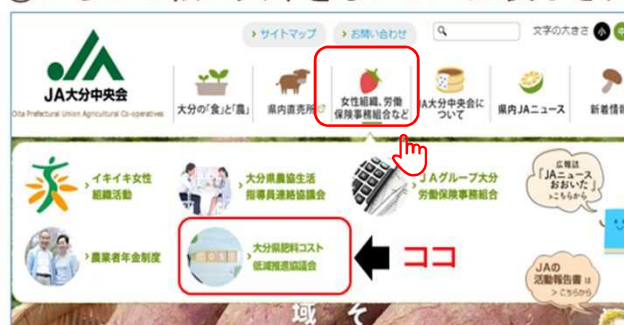 サイトマップ
お問い合わせ
文字の大きさ
小
中
JA大分中央会
Oita Prefectural Union Agricultural Co-operatives
大分の「食」と「農」
県内直売所
女性組織、労働
保険事務組合など
JA大分中央会に
ついて
県内JAニュース
新着情報
イキイキ女性
組織活動
大分県農協生活
指導員連絡協議会
JAグループ大分
労働保険事務組合
広報誌
「JAニュース
おおいた」
>こちらから
農業者年金制度
大分県肥料コスト
低減推進協議会
ココ
JAの
活動報告書は
> こちらから
域
そ